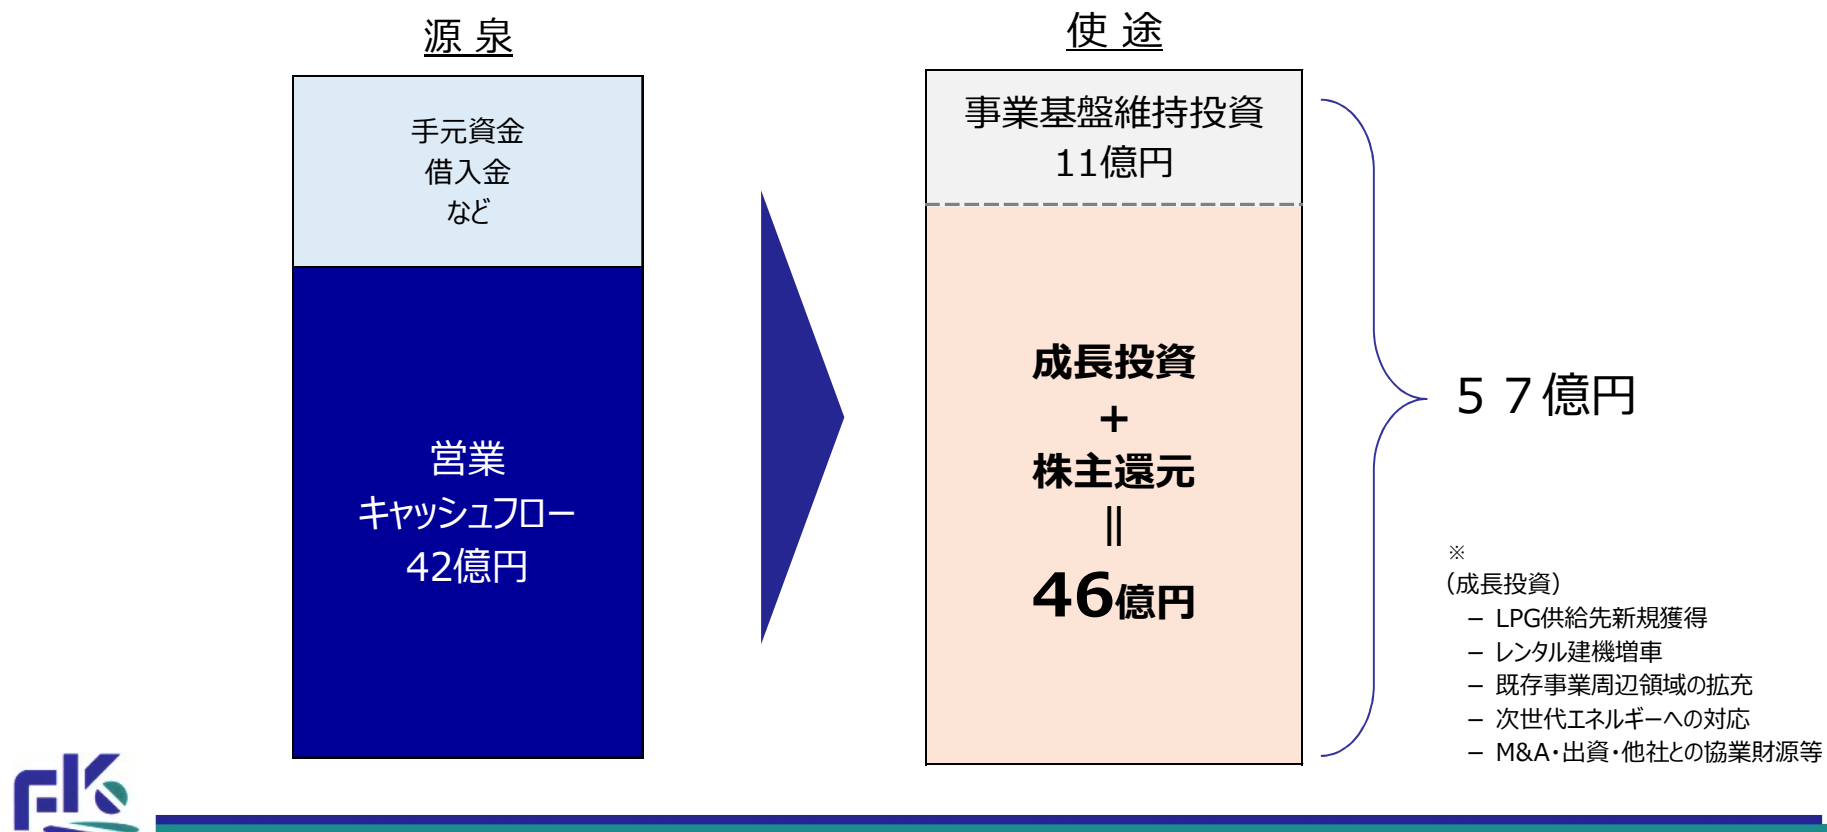 源 泉
手元資金
借入金
など
営業
キャッシュフロー
42億円
使 途
事業基盤維持投資
11億円
成長投資
+
株主還元
||
46億円
５７億円
※
（成長投資）
– LPG供給先新規獲得
– レンタル建機増車
– 既存事業周辺領域の拡充
– 次世代エネルギーへの対応
– M&A・出資・他社との協業財源等
FK